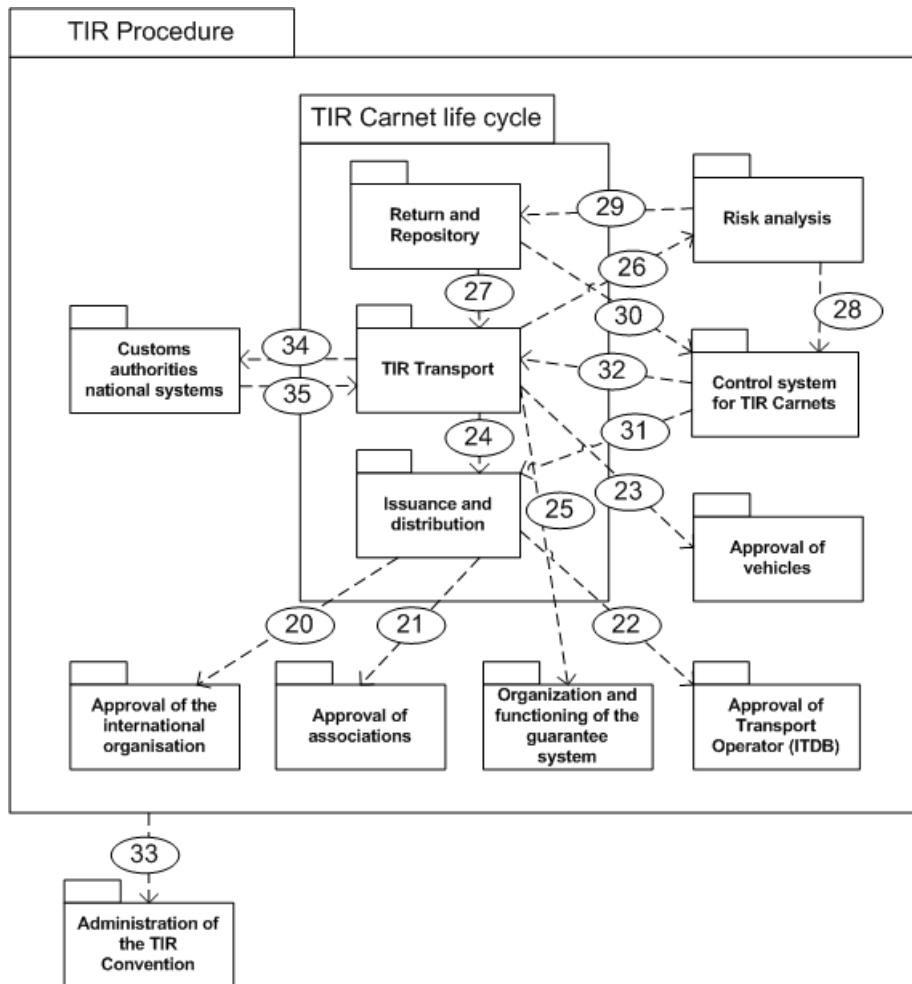 TIR Procedure
TIR Carnet life cycle
Return and
Repository
29
Risk analysis
26
27
30
28
Customs
authorities
national systems
34
35
TIR Transport
32
Control system
for TIR Carnets
24
31
Issuance and
distribution
25
23
Approval of
vehicles
20
21
22
Approval of the
international
organisation
Approval of
associations
Organization and
functioning of the
guarantee
system
Approval of
Transport
Operator (ITDB)
33
Administration of
the TIR
Convention